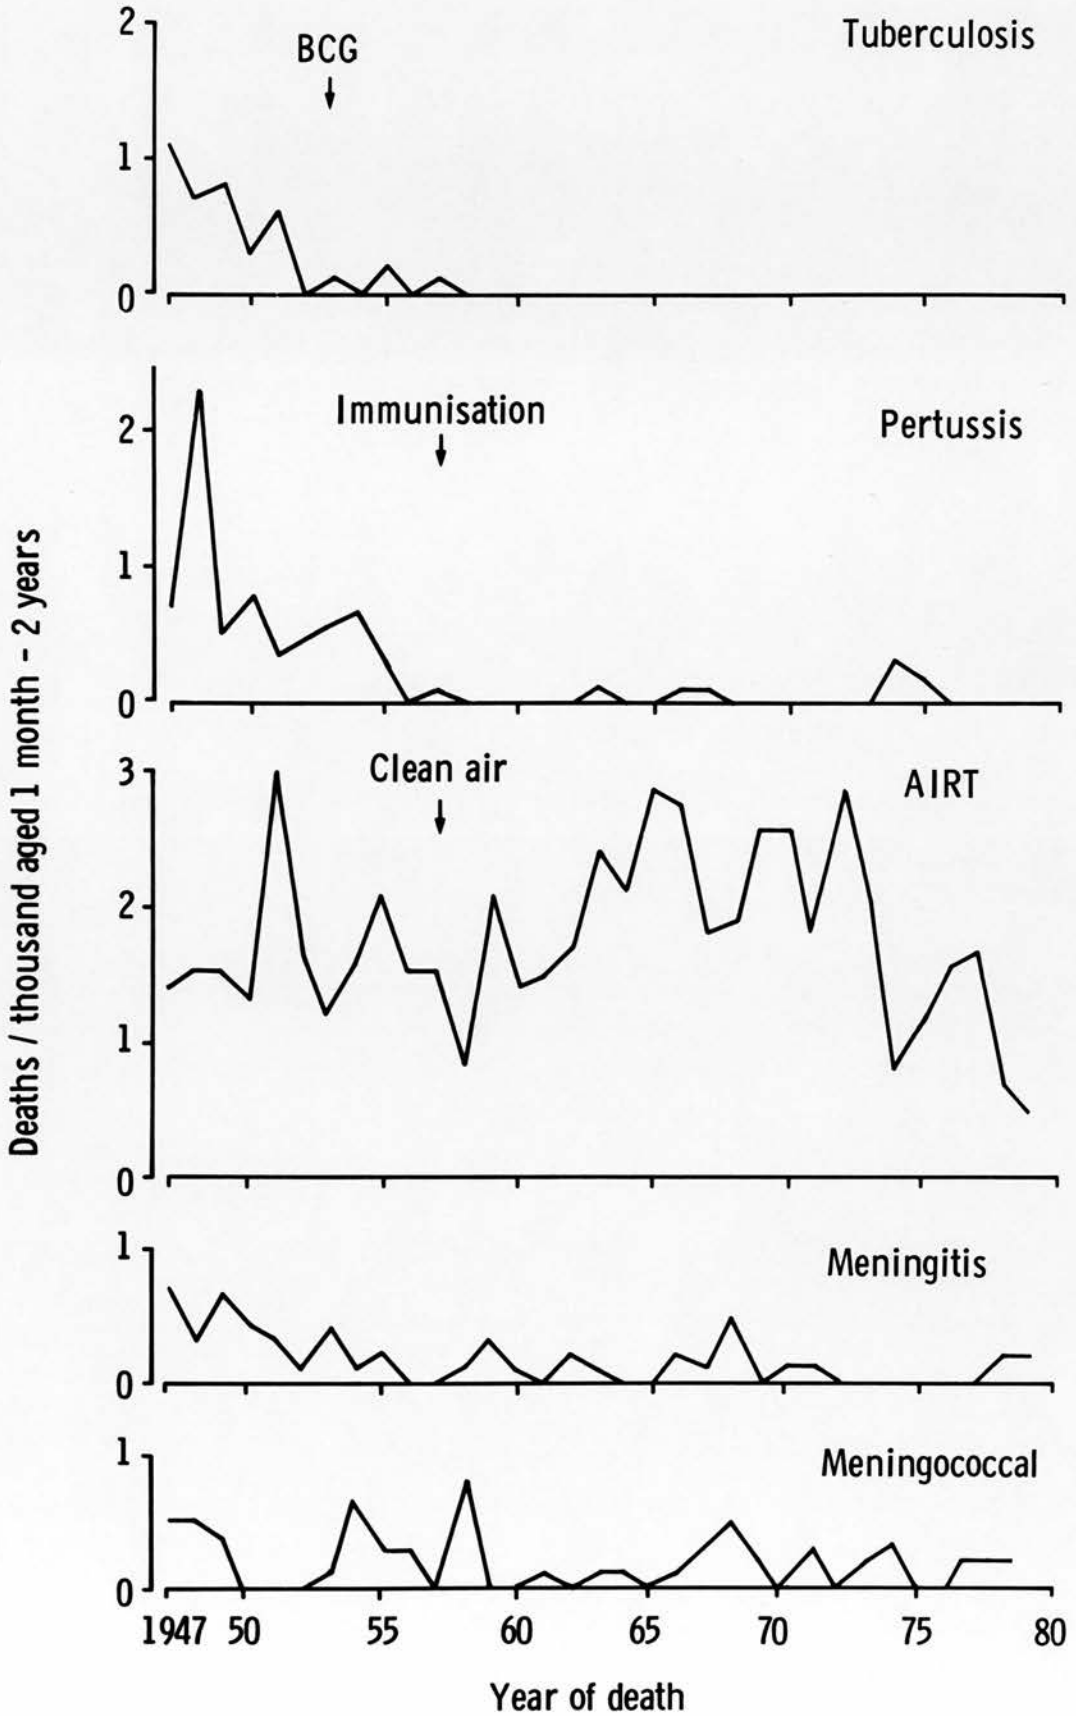 2
BCG
Tuberculosis
1
0
Immunisation
2
Pertussis
1
0
Deaths / thousand aged 1 month - 2 years
Clean air
3
AIRT
2
1
0
1
Meningitis
0
1
Meningococcal
0
1947 50 55 60 65 70 75 80
Year of death